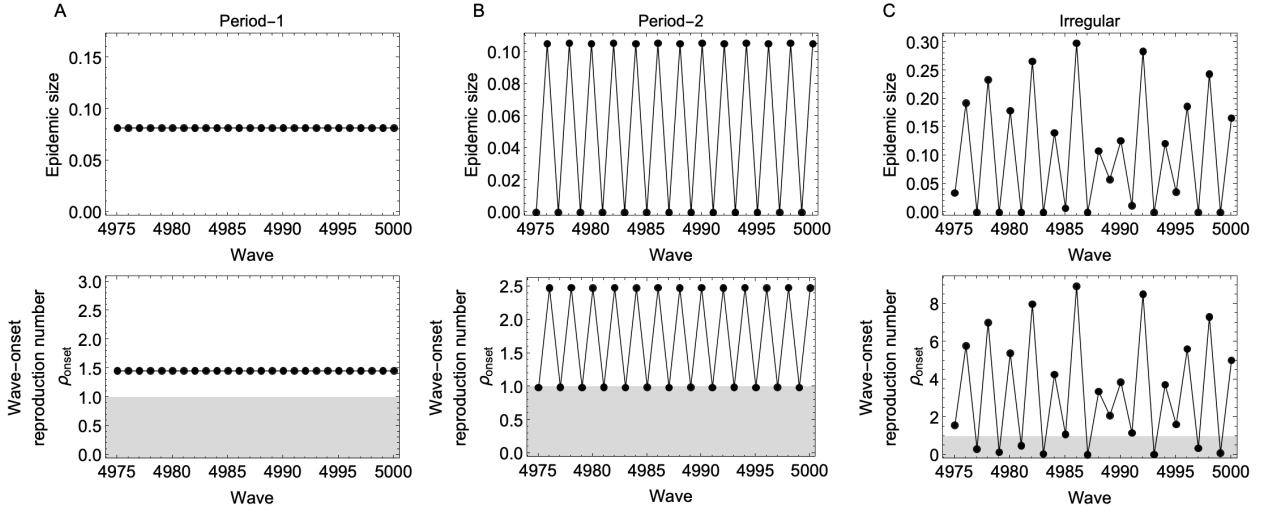 A
Period−1
Epidemic size
0.15
0.10
0.05
0.00
4975 4980 4985 4990 4995 5000
Wave
B
Period−2
Epidemic size
0.10
0.08
0.06
0.04
0.02
0.00
4975 4980 4985 4990 4995 5000
Wave
C
Irregular
Epidemic size
0.30
0.25
0.20
0.15
0.10
0.05
0.00
4975 4980 4985 4990 4995 5000
Wave
Wave−onset
reproduction number
ρonset
3.0
2.5
2.0
1.5
1.0
0.5
0.0
4975 4980 4985 4990 4995 5000
Wave
Wave−onset
reproduction number
ρonset
2.5
2.0
1.5
1.0
0.5
0.0
4975 4980 4985 4990 4995 5000
Wave
Wave−onset
reproduction number
ρonset
8
6
4
2
0
4975 4980 4985 4990 4995 5000
Wave